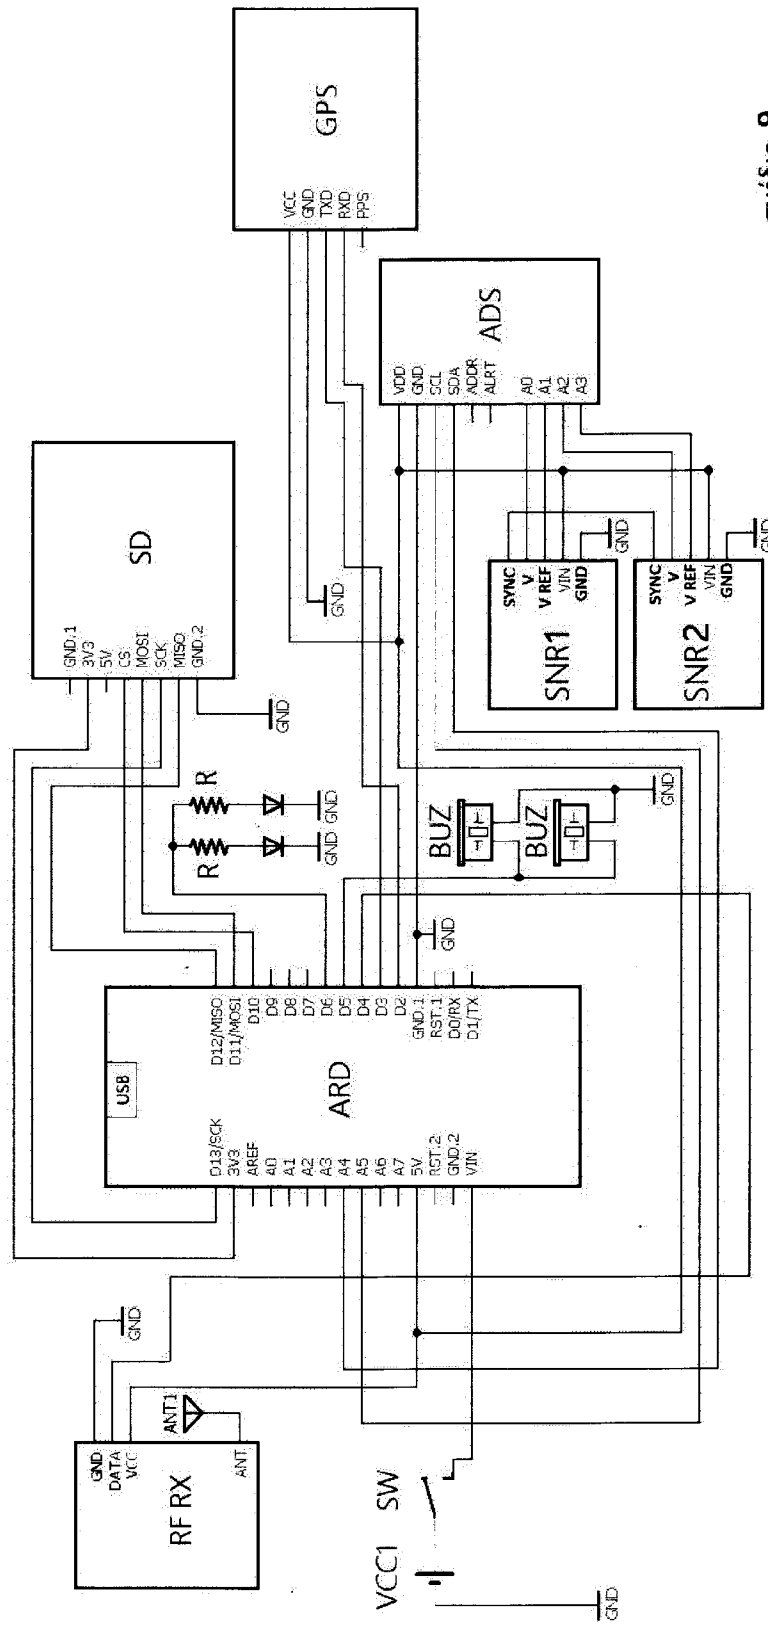 GPS
VCC
GND
TXD
RXD
PPS
ADS
VDD
GND
SCL
SDA
ADDR
ALRT
A0
A1
A2
A3
SD
GND.1
3V3
5V
CS
MOSI
SCK
MISO
GND.2
GND
GND
SNR1
SYNC
V
V REF
VIN
GND
GND
SNR2
SYNC
V
V REF
VIN
GND
GND
R
R
GND
GND
BUZ
BUZ
GND
GND
ARD
USB
D12/MISO
D11/MOSI
D10
D9
D8
D7
D6
D5
D4
D3
D2
GND.1
RST.1
D0/RX
D1/TX
D13/SCK
3V3
AREF
A0
A1
A2
A3
A4
A5
A6
A7
5V
RST.2
GND.2
VIN
RF RX
GND
DATA
VCC
ANT
ANT1
GND
SW
VCC1
GND